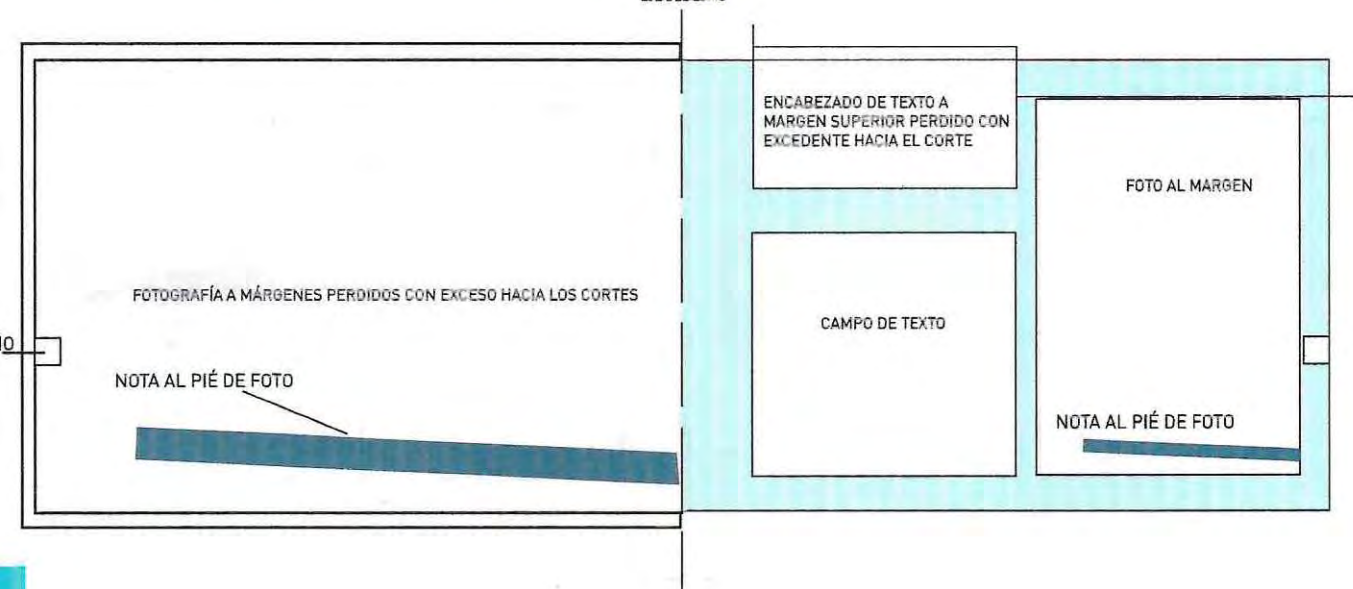 ENCABEZADO DE TEXTO A
MARGEN SUPERIOR PERDIDO CON
EXCEDENTE HACIA EL CORTE
FOTO AL MARGEN
FOTOGRAFÍA A MÁRGENES PERDIDOS CON EXCESO HACIA LOS CORTES
CAMPO DE TEXTO
NOTA AL PIÉ DE FOTO
NOTA AL PIÉ DE FOTO